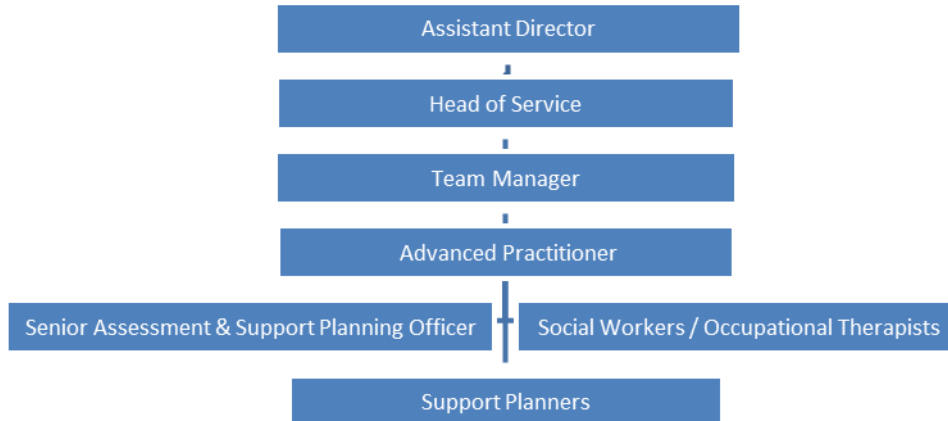 Assistant Director
Head of Service
Team Manager
Advanced Practitioner
Senior Assessment & Support Planning Officer
Social Workers / Occupational Therapists
Support Planners